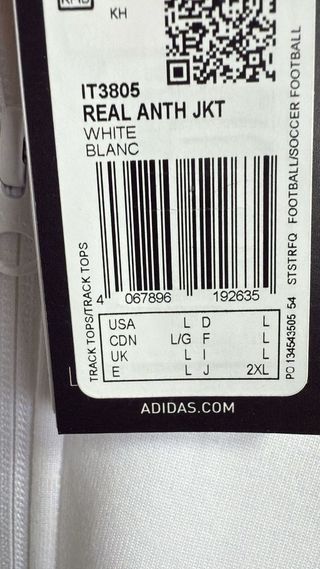 KH
IT3805
REAL ANTH JKT
WHITE
BLANC
4 067896 192635
USA L D L
CDN L/G F L
UK L I L
E L J 2XL
TRACK TOPS/TRACK TOPS
PO 134543505 54 STSTRFQ FOOTBALL/SOCCER FOOTBALL
ADIDAS.COM